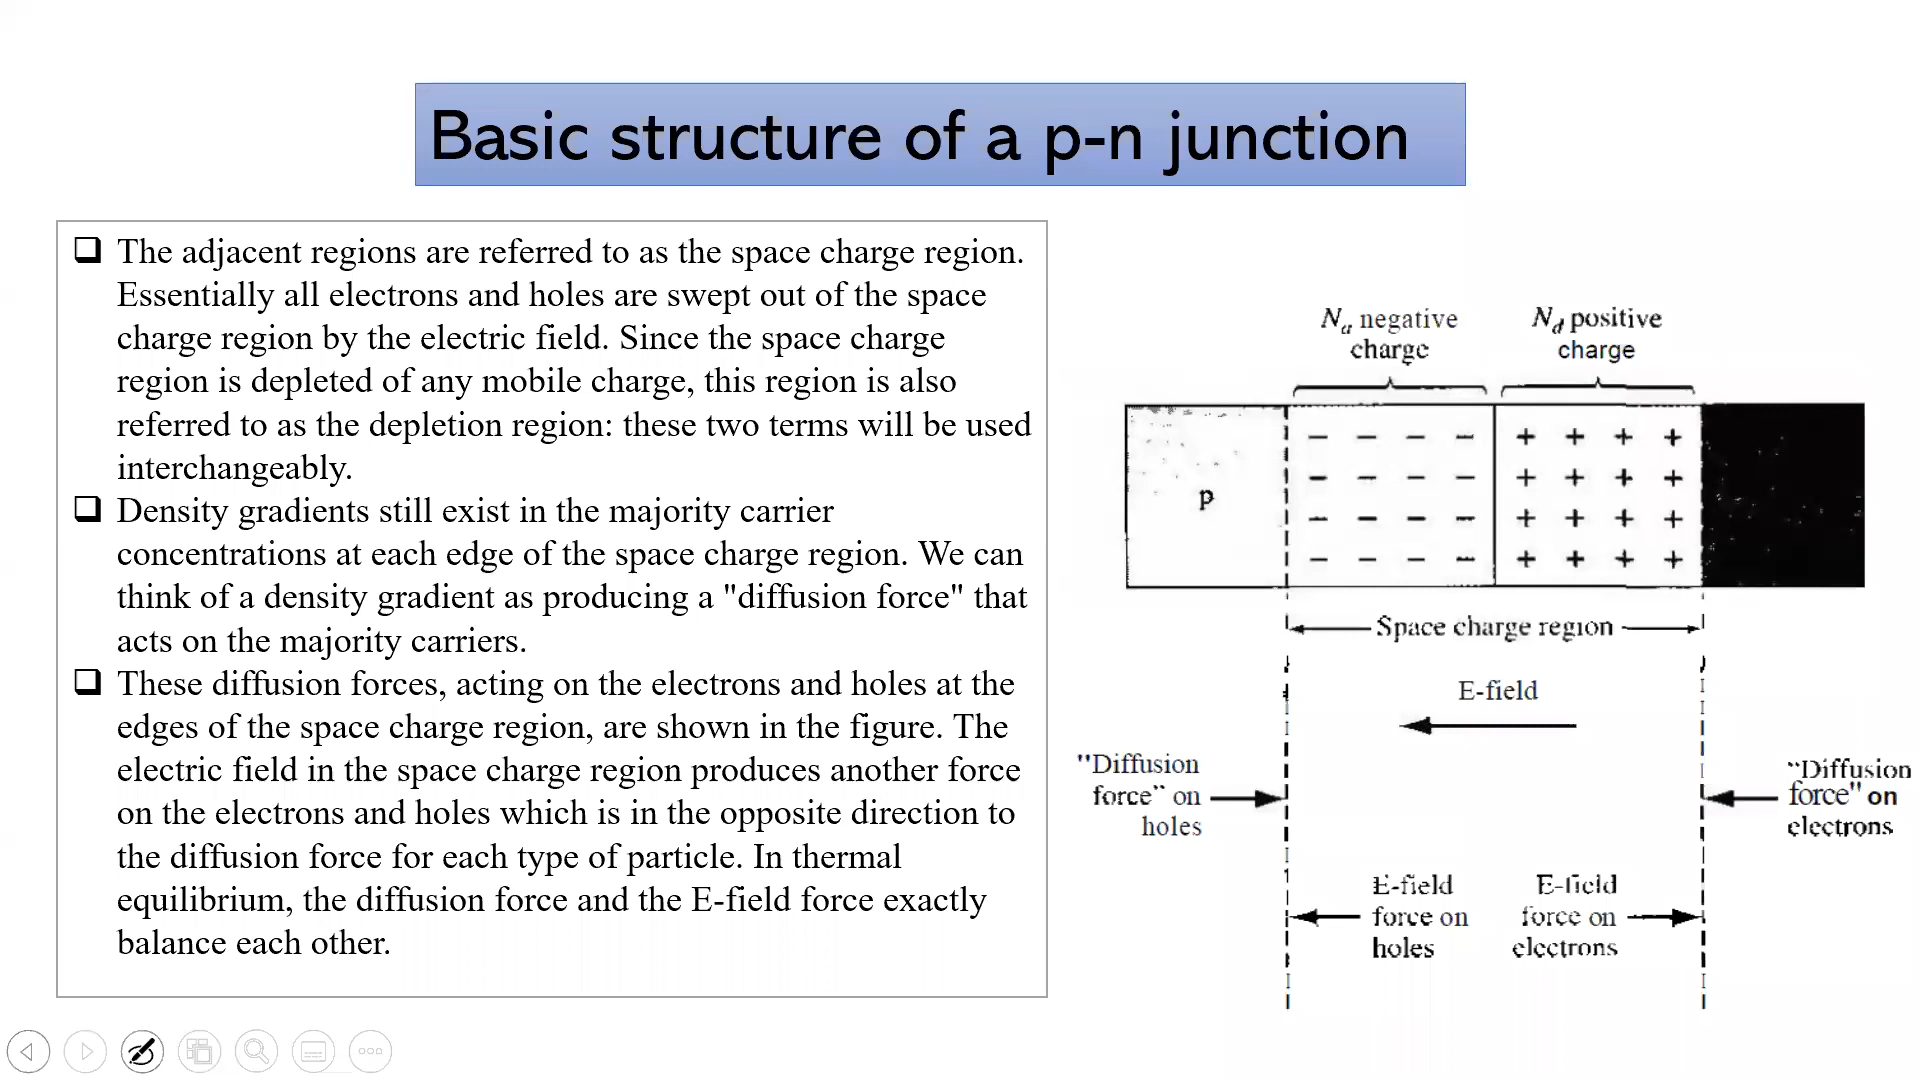 Basic structure of a p-n junction
The adjacent regions are referred to as the space charge region.
Essentially all electrons and holes are swept out of the space
charge region by the electric field. Since the space charge
region is depleted of any mobile charge, this region is also
referred to as the depletion region: these two terms will be used
interchangeably.
Density gradients still exist in the majority carrier
concentrations at each edge of the space charge region. We can
think of a density gradient as producing a "diffusion force" that
acts on the majority carriers.
These diffusion forces, acting on the electrons and holes at the
edges of the space charge region, are shown in the figure. The
electric field in the space charge region produces another force
on the electrons and holes which is in the opposite direction to
the diffusion force for each type of particle. In thermal
equilibrium, the diffusion force and the E-field force exactly
balance each other.
Na negative
charge
Nd positive
charge
p
− − − − + + + +
− − − − + + + +
− − − − + + + +
− − − − + + + +
Space charge region
E-field
"Diffusion
force" on
holes
"Diffusion
force" on
electrons
E-field
force on
holes
E-field
force on
electrons